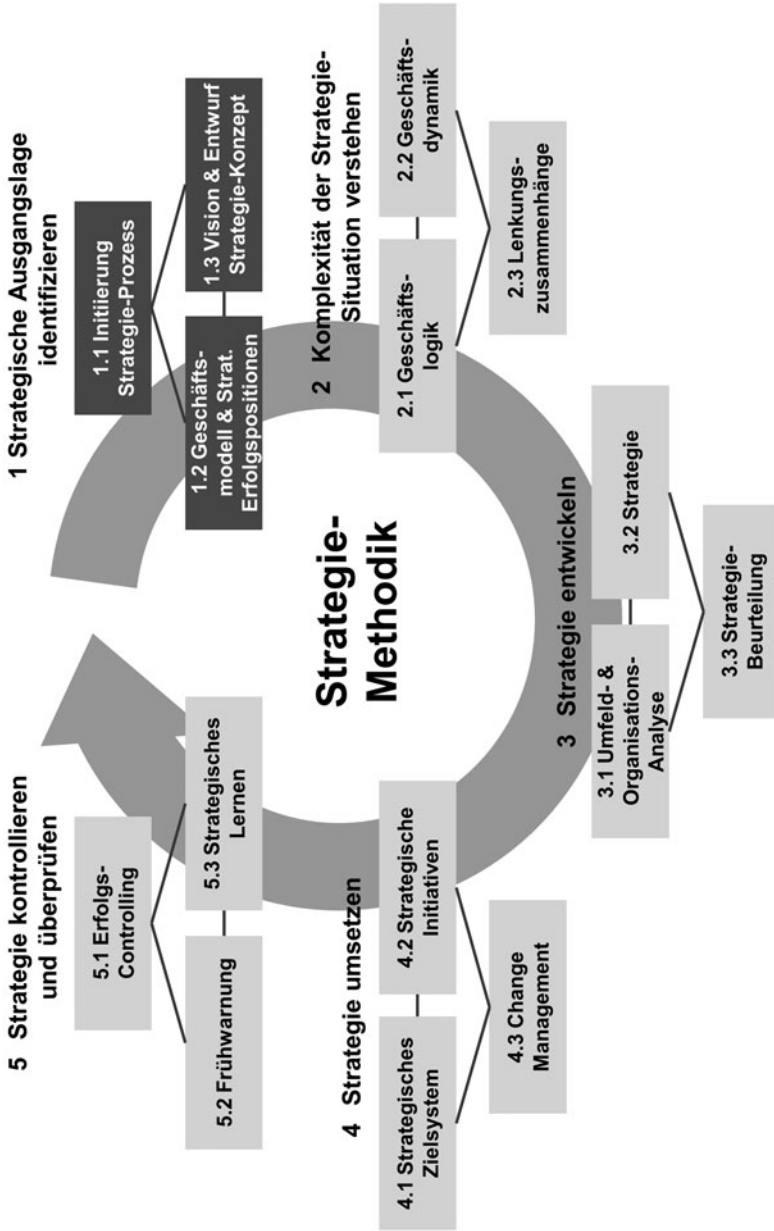 1 Strategische Ausgangslage
identifizieren
1.1 Initiierung
Strategie-Prozess
1.2 Geschäfts-
modell & Strat.
Erfolgspositionen
1.3 Vision & Entwurf
Strategie-Konzept
2 Komplexität der Strategie-
Situation verstehen
2.1 Geschäfts-
logik
2.2 Geschäfts-
dynamik
2.3 Lenkungs-
zusammenhänge
3 Strategie entwickeln
3.1 Umfeld- &
Organisations-
Analyse
3.2 Strategie
3.3 Strategie-
Beurteilung
4 Strategie umsetzen
4.1 Strategisches
Zielsystem
4.2 Strategische
Initiativen
4.3 Change
Management
5 Strategie kontrollieren
und überprüfen
5.1 Erfolgs-
Controlling
5.2 Frühwarnung
5.3 Strategisches
Lernen
Strategie-
Methodik